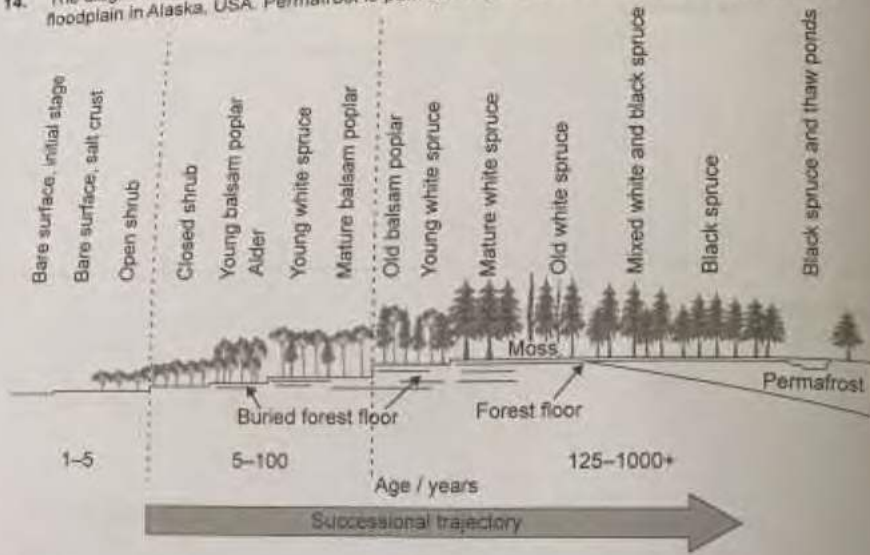 14.
floodplain in Alaska, USA. Permafrost is
Bare surface, initial stage
Bare surface, salt crust
Open shrub
Closed shrub
Young balsam poplar
Alder
Young white spruce
Mature balsam poplar
Old balsam poplar
Young white spruce
Mature white spruce
Old white spruce
Mixed white and black spruce
Black spruce
Black spruce and thaw ponds
Moss
Permafrost
Buried forest floor
Forest floor
1–5
5–100
125–1000+
Age / years
Successional trajectory